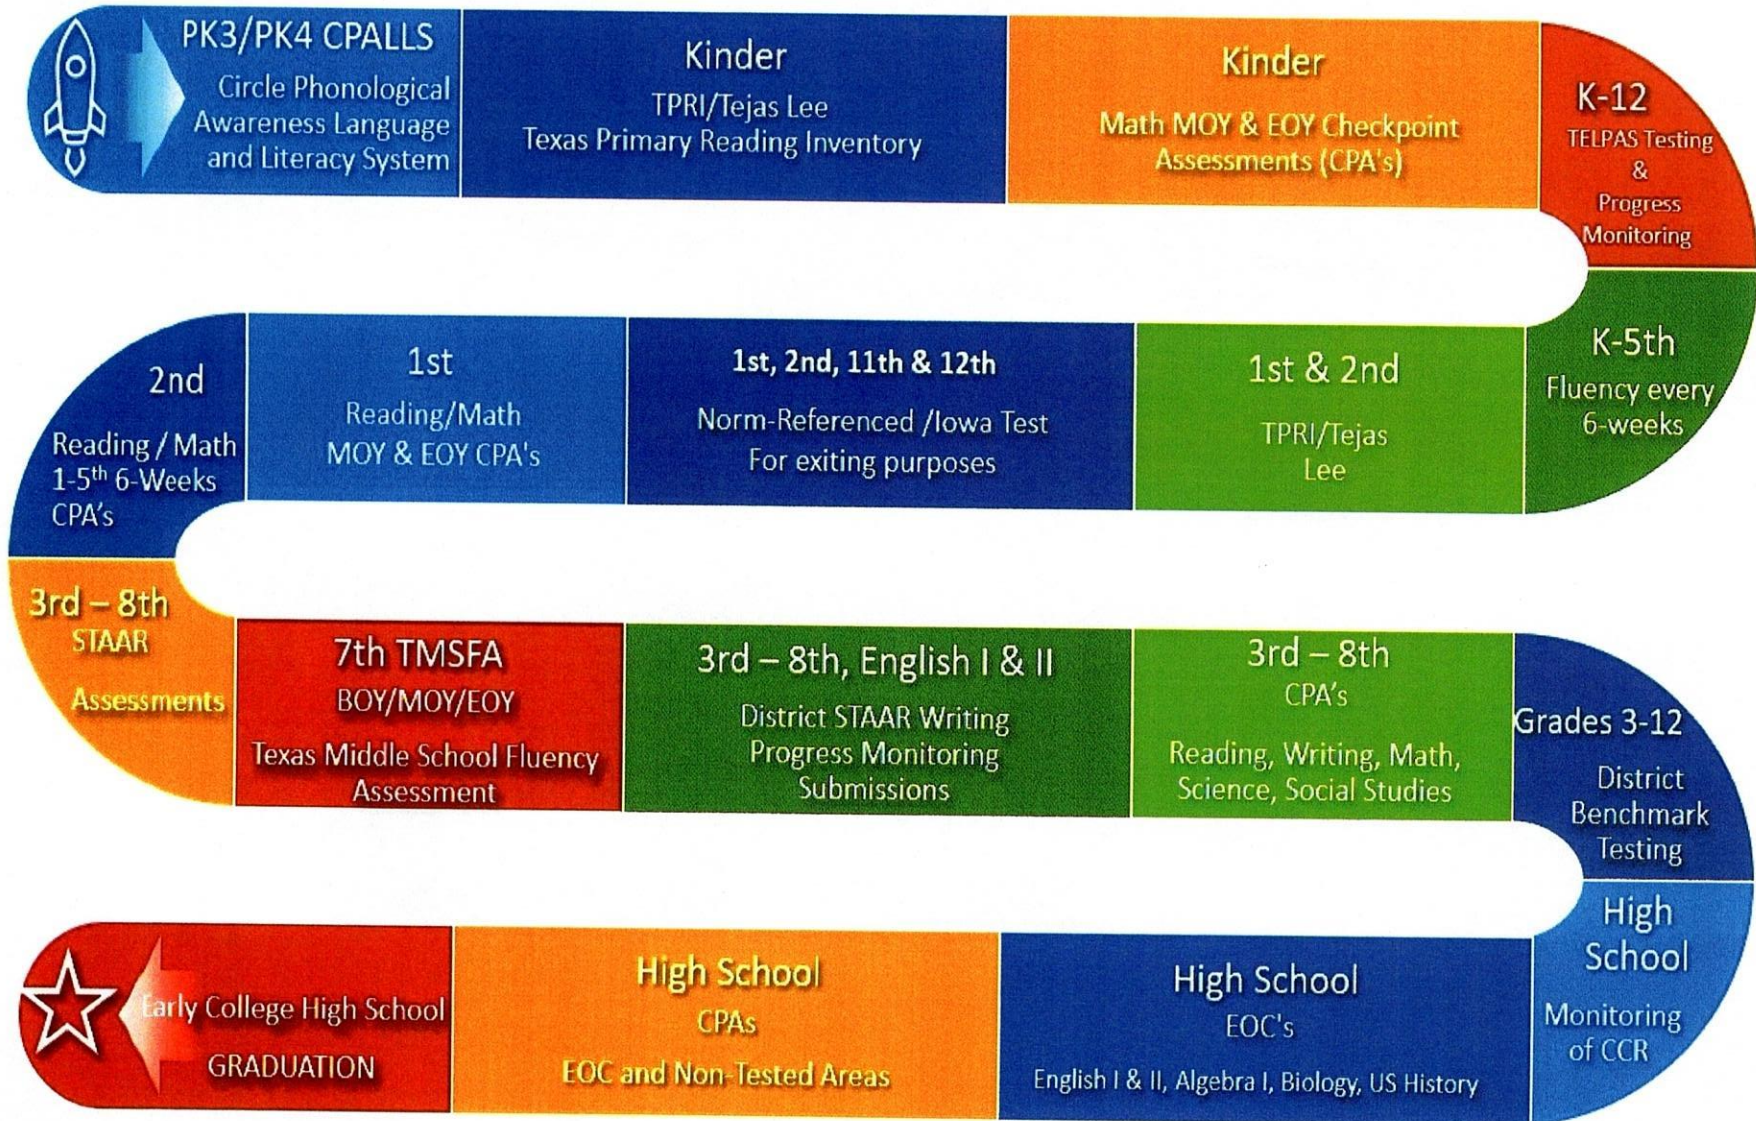 PK3/PK4 CPALLS
Circle Phonological
Awareness Language
and Literacy System
Kinder
TPRI/Tejas Lee
Texas Primary Reading Inventory
Kinder
Math MOY & EOY Checkpoint
Assessments (CPA's)
K-12
TELPAS Testing
&
Progress
Monitoring
K-5th
Fluency every
6-weeks
1st & 2nd
TPRI/Tejas
Lee
1st, 2nd, 11th & 12th
Norm-Referenced /Iowa Test
For exiting purposes
1st
Reading/Math
MOY & EOY CPA's
2nd
Reading / Math
1-5th 6-Weeks
CPA's
3rd – 8th
STAAR
Assessments
7th TMSFA
BOY/MOY/EOY
Texas Middle School Fluency
Assessment
3rd – 8th, English I & II
District STAAR Writing
Progress Monitoring
Submissions
3rd – 8th
CPA's
Reading, Writing, Math,
Science, Social Studies
Grades 3-12
District
Benchmark
Testing
High
School
Monitoring
of CCR
High School
EOC's
English I & II, Algebra I, Biology, US History
High School
CPAs
EOC and Non-Tested Areas
Early College High School
GRADUATION